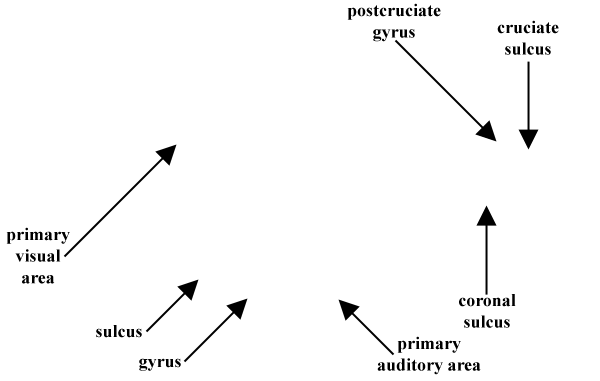 postcruciate
gyrus
cruciate
sulcus
primary
visual
area
sulcus
gyrus
coronal
sulcus
primary
auditory area